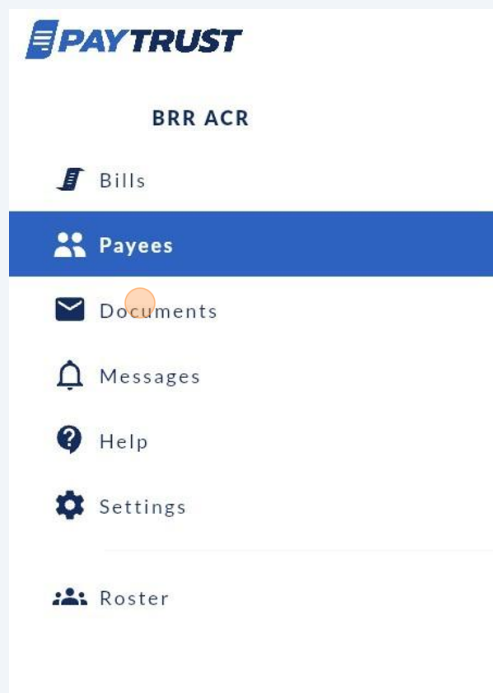 PAYTRUST
BRR ACR
Bills
Payees
Documents
Messages
Help
Settings
Roster